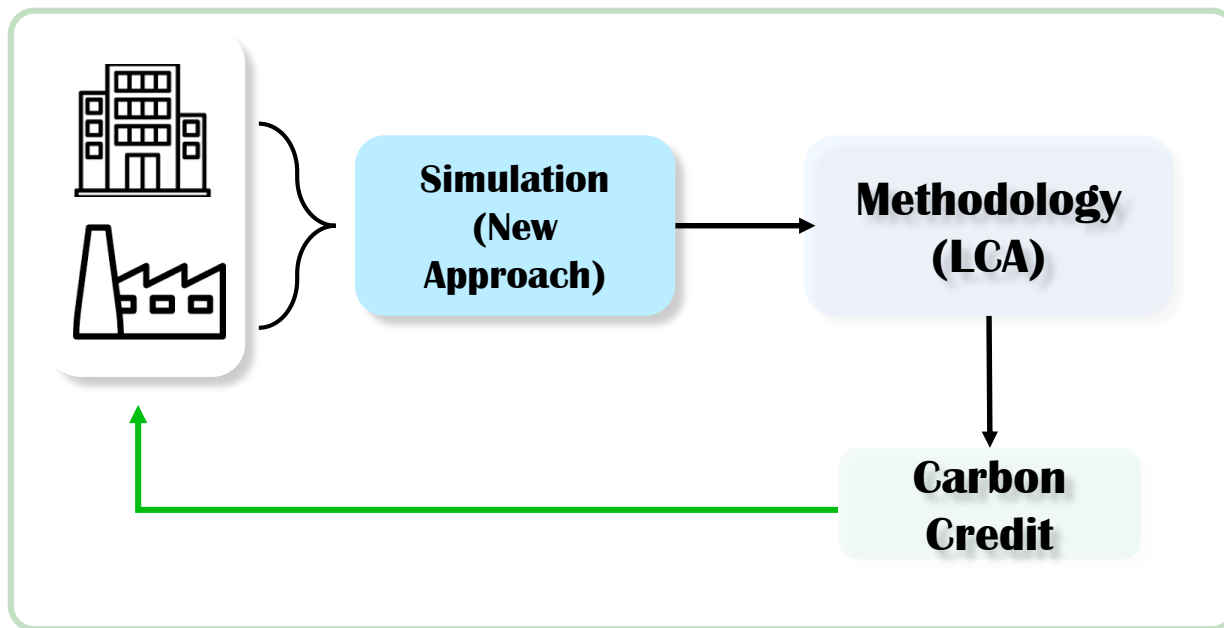 Simulation
(New
Approach)
Methodology
(LCA)
Carbon
Credit